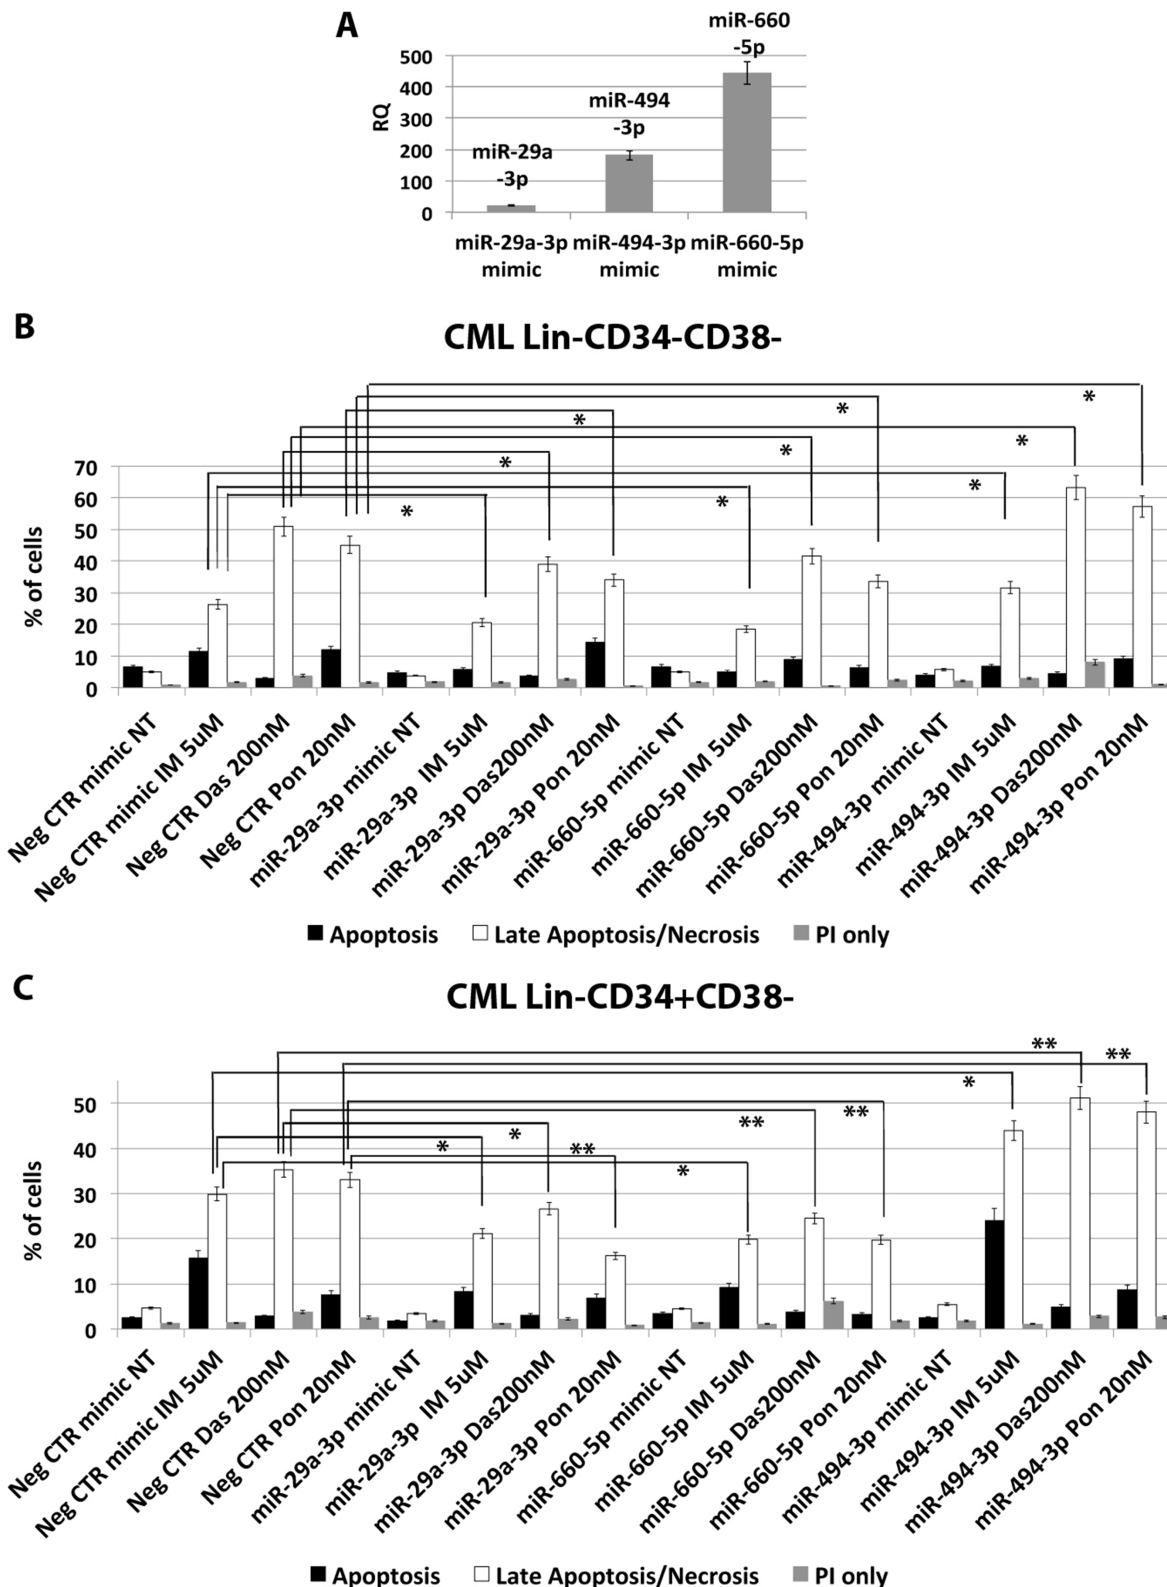 A
miR-660
-5p
miR-494
-3p
miR-29a
-3p
RQ
500
400
300
200
100
0
miR-29a-3p miR-494-3p miR-660-5p
mimic mimic mimic
B
CML Lin-CD34-CD38-
*
*
*
*
*
*
*
*
*
% of cells
70
60
50
40
30
20
10
0
Neg CTR mimic NT
Neg CTR mimic IM 5uM
Neg CTR Das 200nM
Neg CTR Pon 20nM
miR-29a-3p mimic NT
miR-29a-3p IM 5uM
miR-29a-3p Das200nM
miR-29a-3p Pon 20nM
miR-660-5p mimic NT
miR-660-5p IM 5uM
miR-660-5p Das200nM
miR-660-5p Pon 20nM
miR-494-3p mimic NT
miR-494-3p IM 5uM
miR-494-3p Das200nM
miR-494-3p Pon 20nM
Apoptosis Late Apoptosis/Necrosis PI only
C
CML Lin-CD34+CD38-
**
**
*
**
**
*
*
**
*
% of cells
50
40
30
20
10
0
Neg CTR mimic NT
Neg CTR mimic IM 5uM
Neg CTR Das 200nM
Neg CTR Pon 20nM
miR-29a-3p mimic NT
miR-29a-3p IM 5uM
miR-29a-3p Das200nM
miR-29a-3p Pon 20nM
miR-660-5p mimic NT
miR-660-5p IM 5uM
miR-660-5p Das200nM
miR-660-5p Pon 20nM
miR-494-3p mimic NT
miR-494-3p IM 5uM
miR-494-3p Das200nM
miR-494-3p Pon 20nM
Apoptosis Late Apoptosis/Necrosis PI only